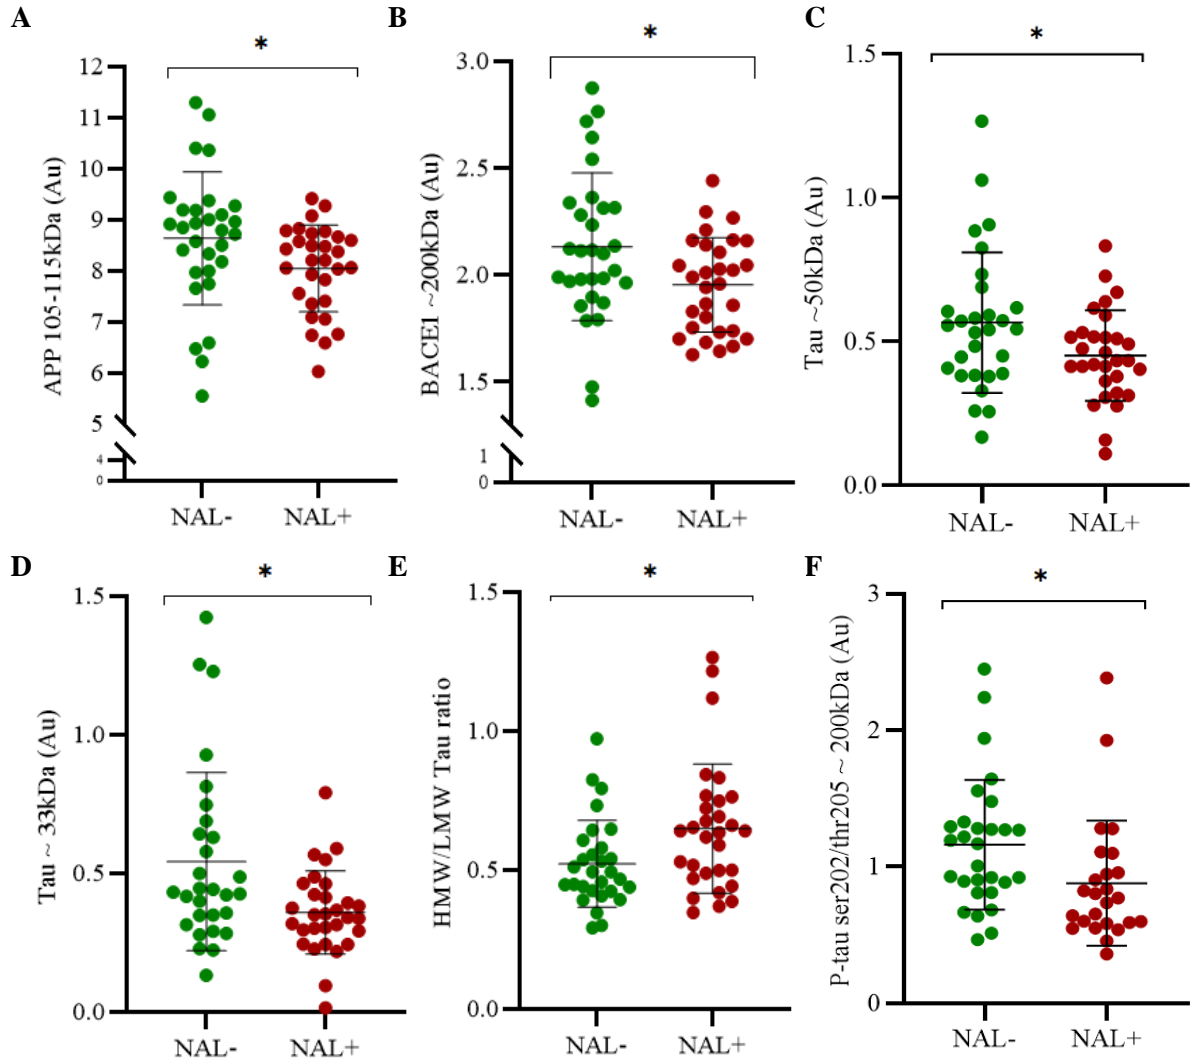 A
*
APP 105-115kDa (Au)
12
11
10
9
8
7
6
5
4
0
NAL-
NAL+
B
*
BACE1 ~200kDa (Au)
3.0
2.5
2.0
1.5
1
0
NAL-
NAL+
C
*
Tau ~50kDa (Au)
1.5
1.0
0.5
0.0
NAL-
NAL+
D
*
Tau ~ 33kDa (Au)
1.5
1.0
0.5
0.0
NAL-
NAL+
E
*
HMW/LMW Tau ratio
1.5
1.0
0.5
0.0
NAL-
NAL+
F
*
P-tau ser202/thr205 ~ 200kDa (Au)
3
2
1
0
NAL-
NAL+